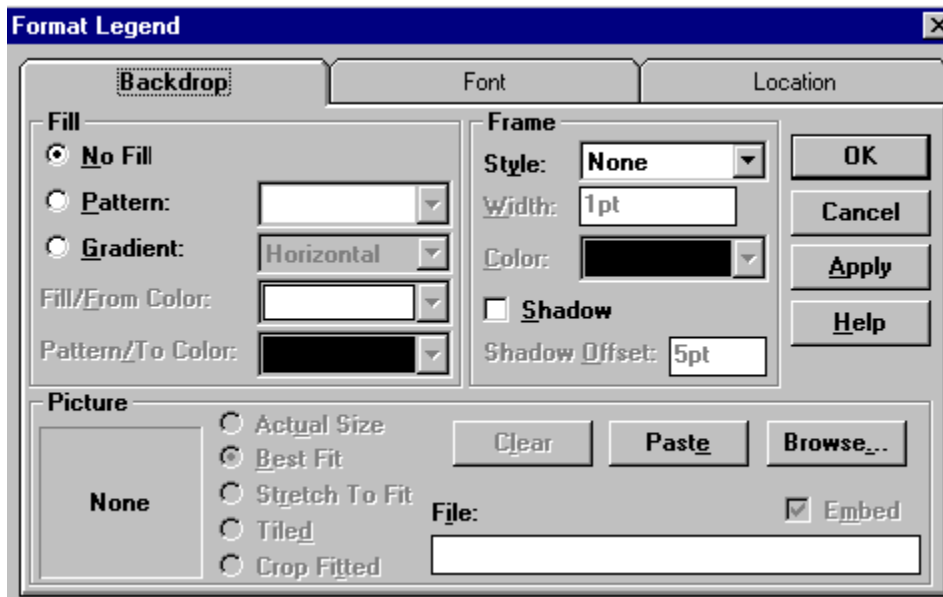 Format Legend
Backdrop Font Location
Fill
No Fill
Pattern:
Gradient: Horizontal
Fill/From Color:
Pattern/To Color:
Frame
Style: None
Width: 1pt
Color:
Shadow
Shadow Offset: 5pt
OK
Cancel
Apply
Help
Picture
None
Actual Size
Best Fit
Stretch To Fit
Tiled
Crop Fitted
Clear Paste Browse...
File: Embed